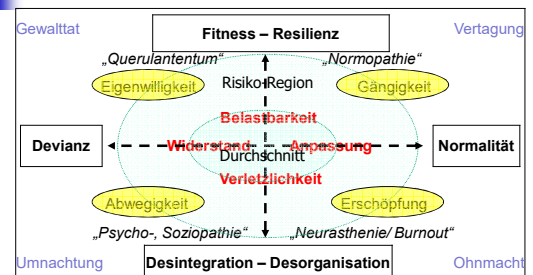 Gewalttat Fitness – Resilienz Vertagung
„Querulantentum“ „Normopathie“
Eigenwilligkeit Risiko-Region Gängigkeit
Belastbarkeit
Devianz Widerstand Anpassung Normalität
Durchschnitt
Verletzlichkeit
Abwegigkeit Erschöpfung
„Psycho-, Soziopathie“ „Neurasthenie/ Burnout“
Umnachtung Desintegration – Desorganisation Ohnmacht